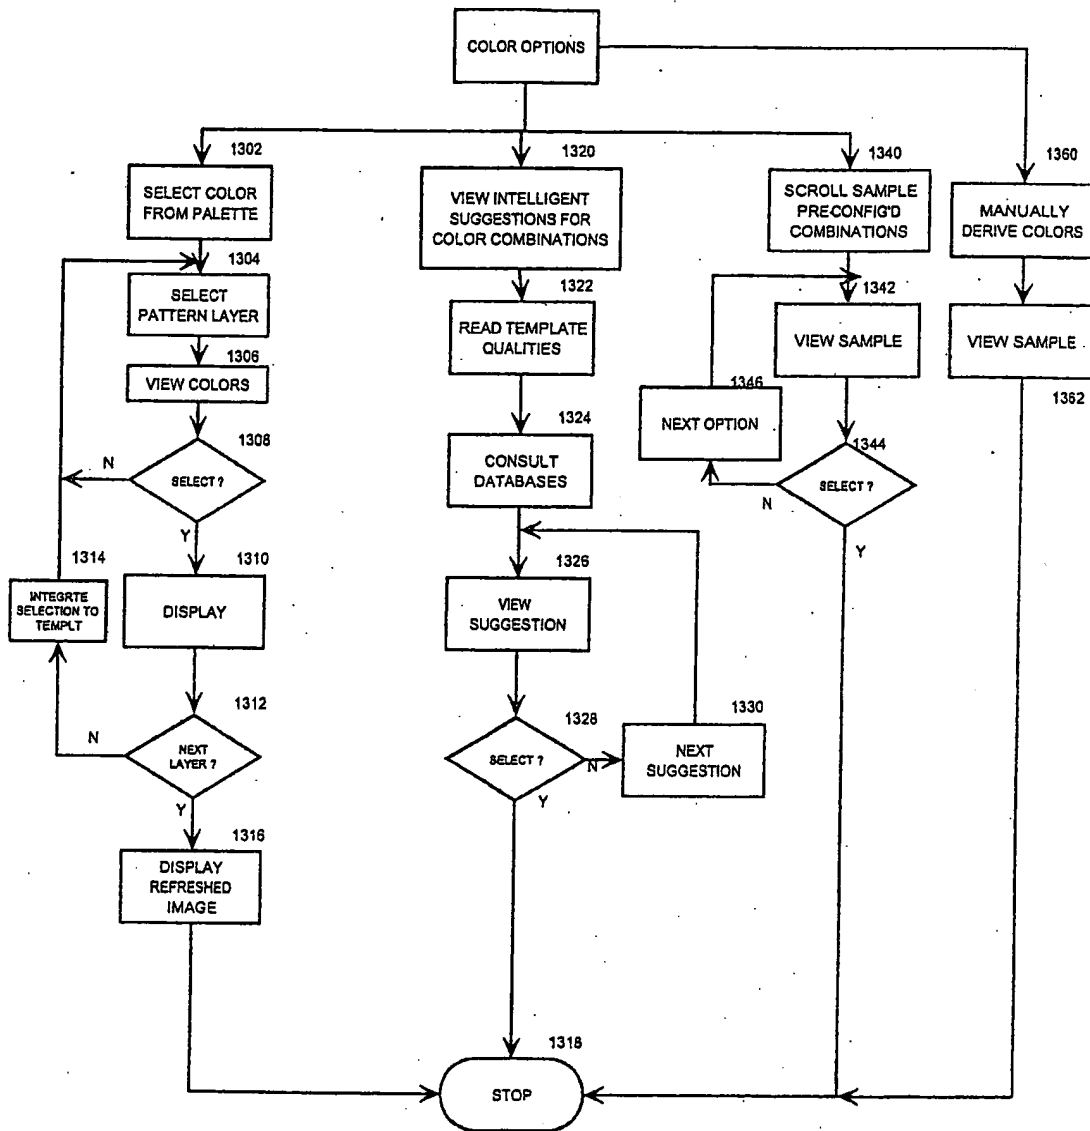 COLOR OPTIONS
1302
SELECT COLOR
FROM PALETTE
1304
SELECT
PATTERN LAYER
1306
VIEW COLORS
1308
SELECT ?
N
Y
1310
DISPLAY
1314
INTEGRTE
SELECTION TO
TEMPLT
1312
NEXT
LAYER ?
N
Y
1316
DISPLAY
REFRESHED
IMAGE
1320
VIEW INTELLIGENT
SUGGESTIONS FOR
COLOR COMBINATIONS
1322
READ TEMPLATE
QUALITIES
1324
CONSULT
DATABASES
1326
VIEW
SUGGESTION
1328
SELECT ?
N
Y
1330
NEXT
SUGGESTION
1340
SCROLL SAMPLE
PRE-CONFIG'D
COMBINATIONS
1342
VIEW SAMPLE
1346
NEXT OPTION
1344
SELECT ?
N
Y
1360
MANUALLY
DERIVE COLORS
VIEW SAMPLE
1362
1318
STOP